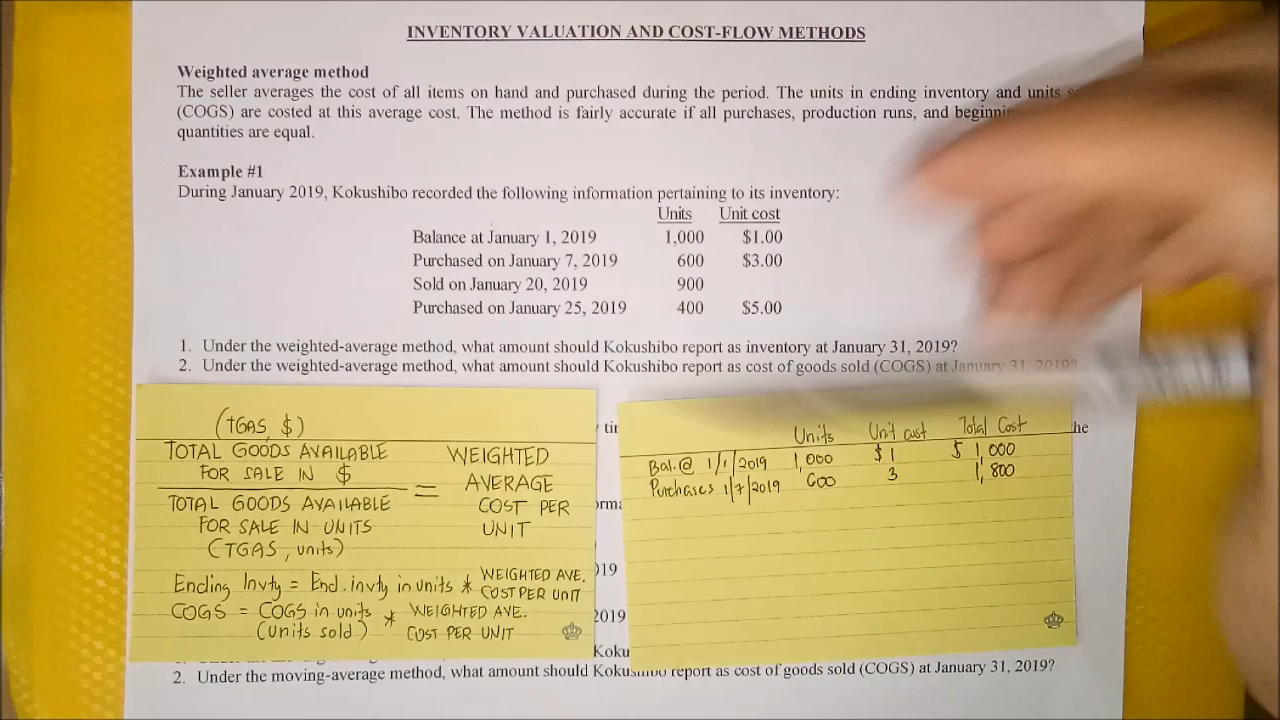 INVENTORY VALUATION AND COST-FLOW METHODS
Weighted average method
The seller averages the cost of all items on hand and purchased during the period. The units in ending inventory and units
(COGS) are costed at this average cost. The method is fairly accurate if all purchases, production runs, and
quantities are equal.
Example #1
During January 2019, Kokushibo recorded the following information pertaining to its inventory:
Units Unit cost
Balance at January 1, 2019 1,000 $1.00
Purchased on January 7, 2019 600 $3.00
Sold on January 20, 2019 900
Purchased on January 25, 2019 400 $5.00
1. Under the weighted-average method, what amount should Kokushibo report as inventory at January 31, 2019?
2. Under the weighted-average method, what amount should Kokushibo report as cost of goods sold (COGS) at January 31, 2019?
(TGAS, $)
TOTAL GOODS AVAILABLE
FOR SALE IN $
TOTAL GOODS AVAILABLE
FOR SALE IN UNITS
(TGAS, units)
= WEIGHTED
AVERAGE
COST PER
UNIT
Ending Invty = End. invty in units * WEIGHTED AVE.
COST PER UNIT
COGS = COGS in units * WEIGHTED AVE.
(units sold) COST PER UNIT
the
Units Unit cost Total Cost
Bal. @ 1/1/2019 1,000 $1 $ 1,000
Purchases 1/7/2019 600 3 1,800
19
2019
Koku
2. Under the moving-average method, what amount should Kokushibo report as cost of goods sold (COGS) at January 31, 2019?